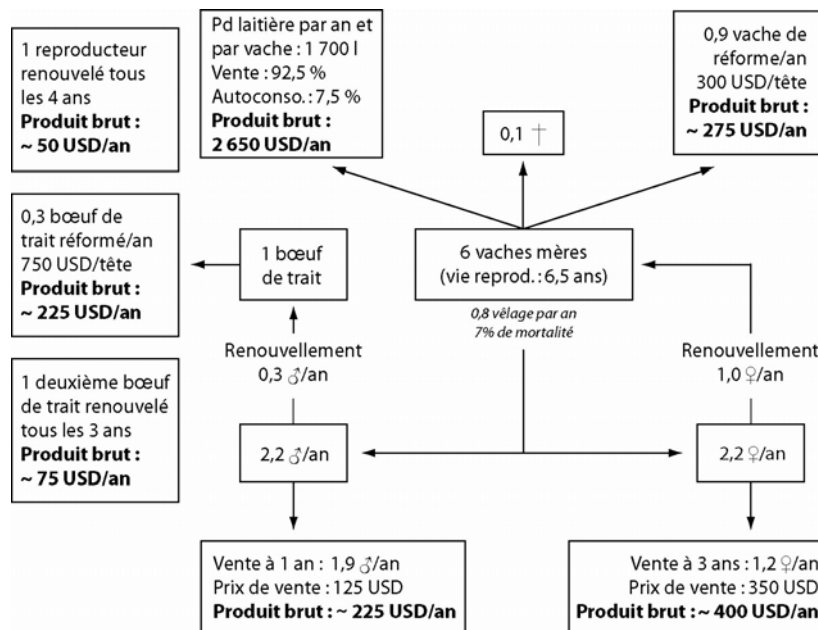 1 reproducteur
renouvelé tous
les 4 ans
Produit brut :
~ 50 USD/an
Pd laitière par an et
par vache : 1 700 l
Vente : 92,5 %
Autoconso. : 7,5 %
Produit brut :
2 650 USD/an
0,1 †
0,9 vache de
réforme/an
300 USD/tête
Produit brut :
~ 275 USD/an
0,3 bœuf de
trait réformé/an
750 USD/tête
Produit brut :
~ 225 USD/an
1 bœuf
de trait
6 vaches mères
(vie reprod. : 6,5 ans)
0,8 vêlage par an
7% de mortalité
Renouvellement
0,3 ♂/an
Renouvellement
1,0 ♀/an
1 deuxième bœuf
de trait renouvelé
tous les 3 ans
Produit brut :
~ 75 USD/an
2,2 ♂/an
2,2 ♀/an
Vente à 1 an : 1,9 ♂/an
Prix de vente : 125 USD
Produit brut : ~ 225 USD/an
Vente à 3 ans : 1,2 ♀/an
Prix de vente : 350 USD
Produit brut : ~ 400 USD/an